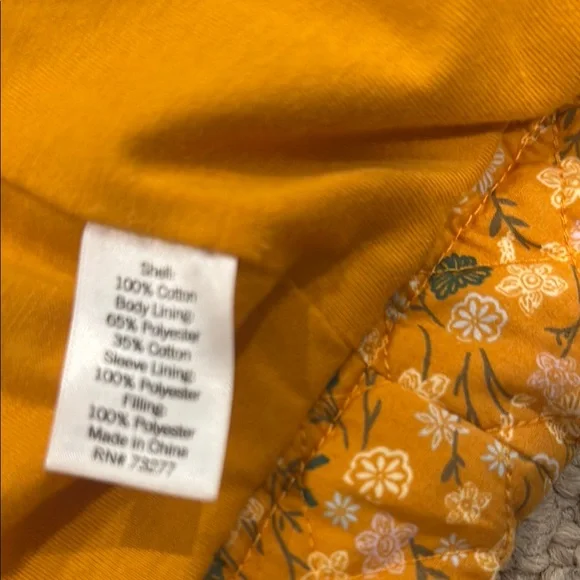 Shell:
100% Cotton
Body Lining:
65% Polyester
35% Cotton
Sleeve Lining:
100% Polyester
Filling:
100% Polyester
Made in China
RN# 73277